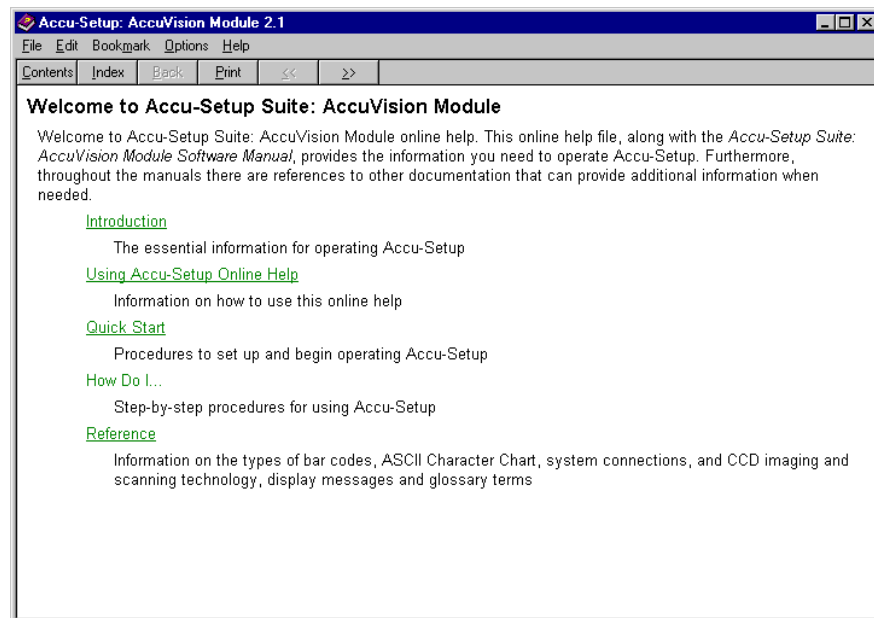 Accu-Setup: AccuVision Module 2.1
File Edit Bookmark Options Help
Contents Index Back Print << >>
Welcome to Accu-Setup Suite: AccuVision Module
Welcome to Accu-Setup Suite: AccuVision Module online help. This online help file, along with the Accu-Setup Suite:
AccuVision Module Software Manual, provides the information you need to operate Accu-Setup. Furthermore,
throughout the manuals there are references to other documentation that can provide additional information when
needed.
Introduction
The essential information for operating Accu-Setup
Using Accu-Setup Online Help
Information on how to use this online help
Quick Start
Procedures to set up and begin operating Accu-Setup
How Do I...
Step-by-step procedures for using Accu-Setup
Reference
Information on the types of bar codes, ASCII Character Chart, system connections, and CCD imaging and
scanning technology, display messages and glossary terms